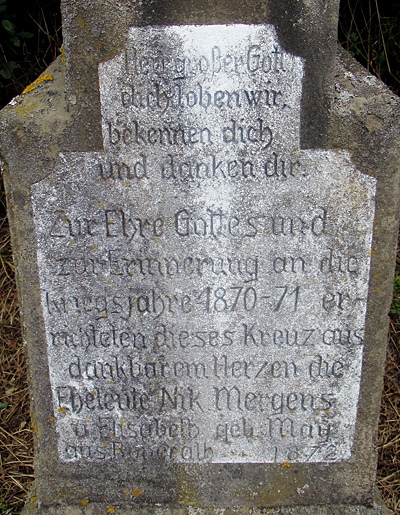 Herr großer Gott
dich loben wir,
bekennen dich
und danken dir.
Zur Ehre Gottes und
zur Erinnerung an die
kriegsjahre 1870-71 er-
richteten dieses Kreuz aus
dankbarem Herzen die
Eheleute Nik Mergens
u Elisabeth geb. May
aus 1872